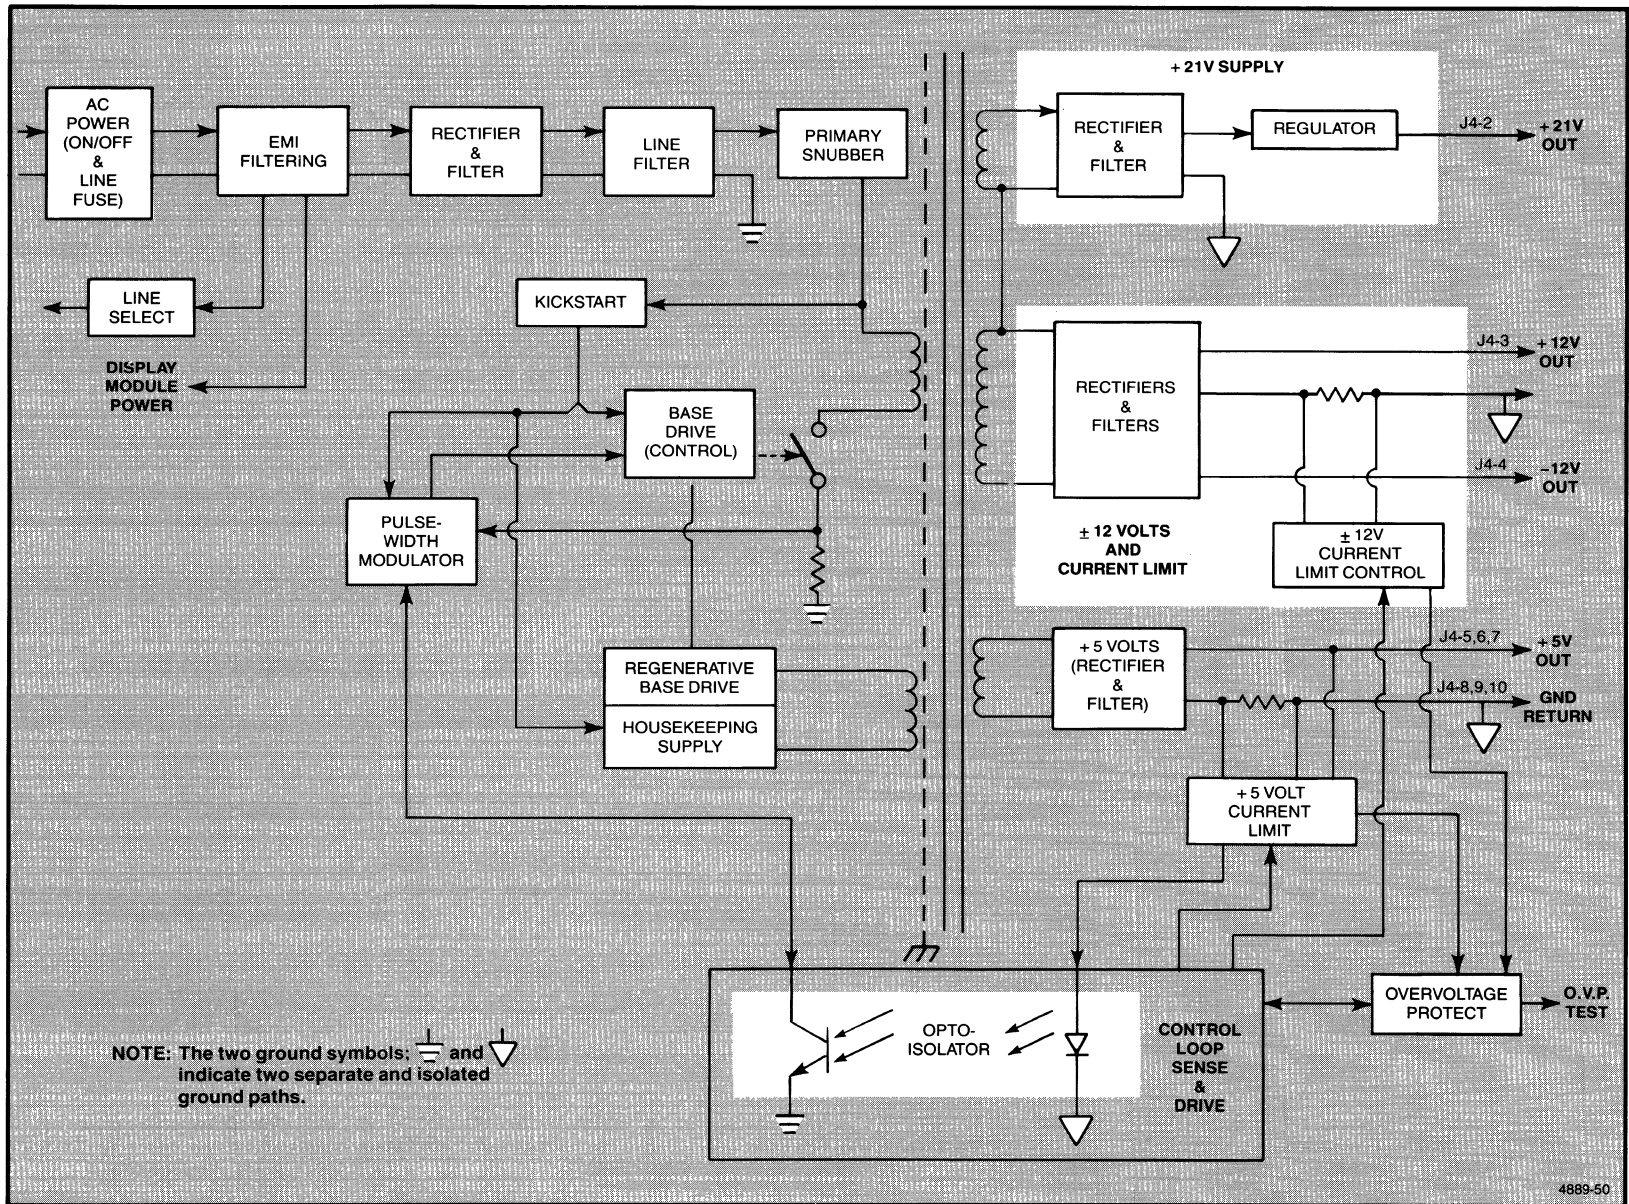 AC
POWER
(ON/OFF
&
LINE
FUSE)
EMI
FILTERING
RECTIFIER
&
FILTER
LINE
FILTER
PRIMARY
SNUBBER
+ 21V SUPPLY
RECTIFIER
&
FILTER
REGULATOR
J4-2
+ 21V
OUT
LINE
SELECT
DISPLAY
MODULE
POWER
KICKSTART
BASE
DRIVE
(CONTROL)
PULSE-
WIDTH
MODULATOR
REGENERATIVE
BASE DRIVE
HOUSEKEEPING
SUPPLY
RECTIFIERS
&
FILTERS
J4-3
+ 12V
OUT
J4-4
–12V
OUT
± 12 VOLTS
AND
CURRENT LIMIT
± 12V
CURRENT
LIMIT CONTROL
+ 5 VOLTS
(RECTIFIER
&
FILTER)
J4-5,6,7
+ 5V
OUT
J4-8,9,10
GND
RETURN
+ 5 VOLT
CURRENT
LIMIT
OVERVOLTAGE
PROTECT
O.V.P.
TEST
OPTO-
ISOLATOR
CONTROL
LOOP
SENSE
&
DRIVE
NOTE: The two ground symbols; and
indicate two separate and isolated
ground paths.
4889-50